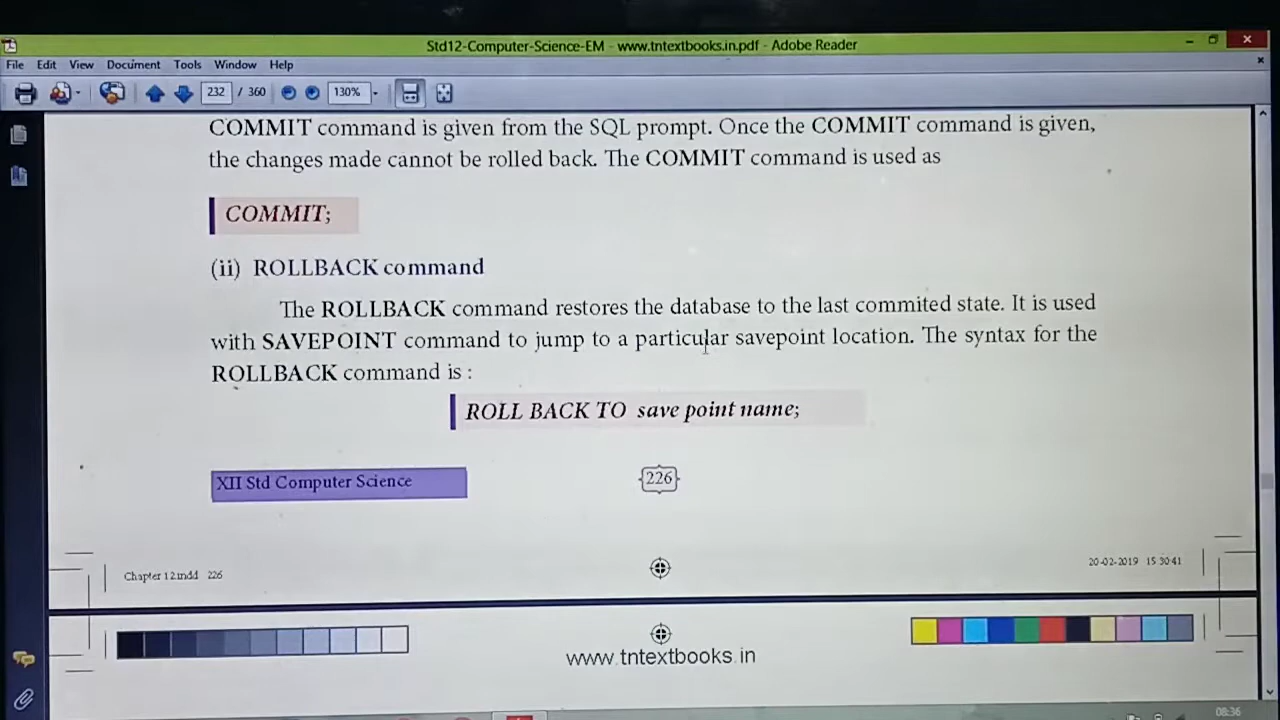 Std12-Computer-Science-EM - www.tntextbooks.in.pdf - Adobe Reader
File Edit View Document Tools Window Help
232 / 360 130%
COMMIT command is given from the SQL prompt. Once the COMMIT command is given,
the changes made cannot be rolled back. The COMMIT command is used as
COMMIT;
(ii) ROLLBACK command
The ROLLBACK command restores the database to the last commited state. It is used
with SAVEPOINT command to jump to a particular savepoint location. The syntax for the
ROLLBACK command is :
ROLL BACK TO save point name;
XII Std Computer Science 226
Chapter 12.indd 226 20-02-2019 15:30:41
www.tntextbooks.in
08:36